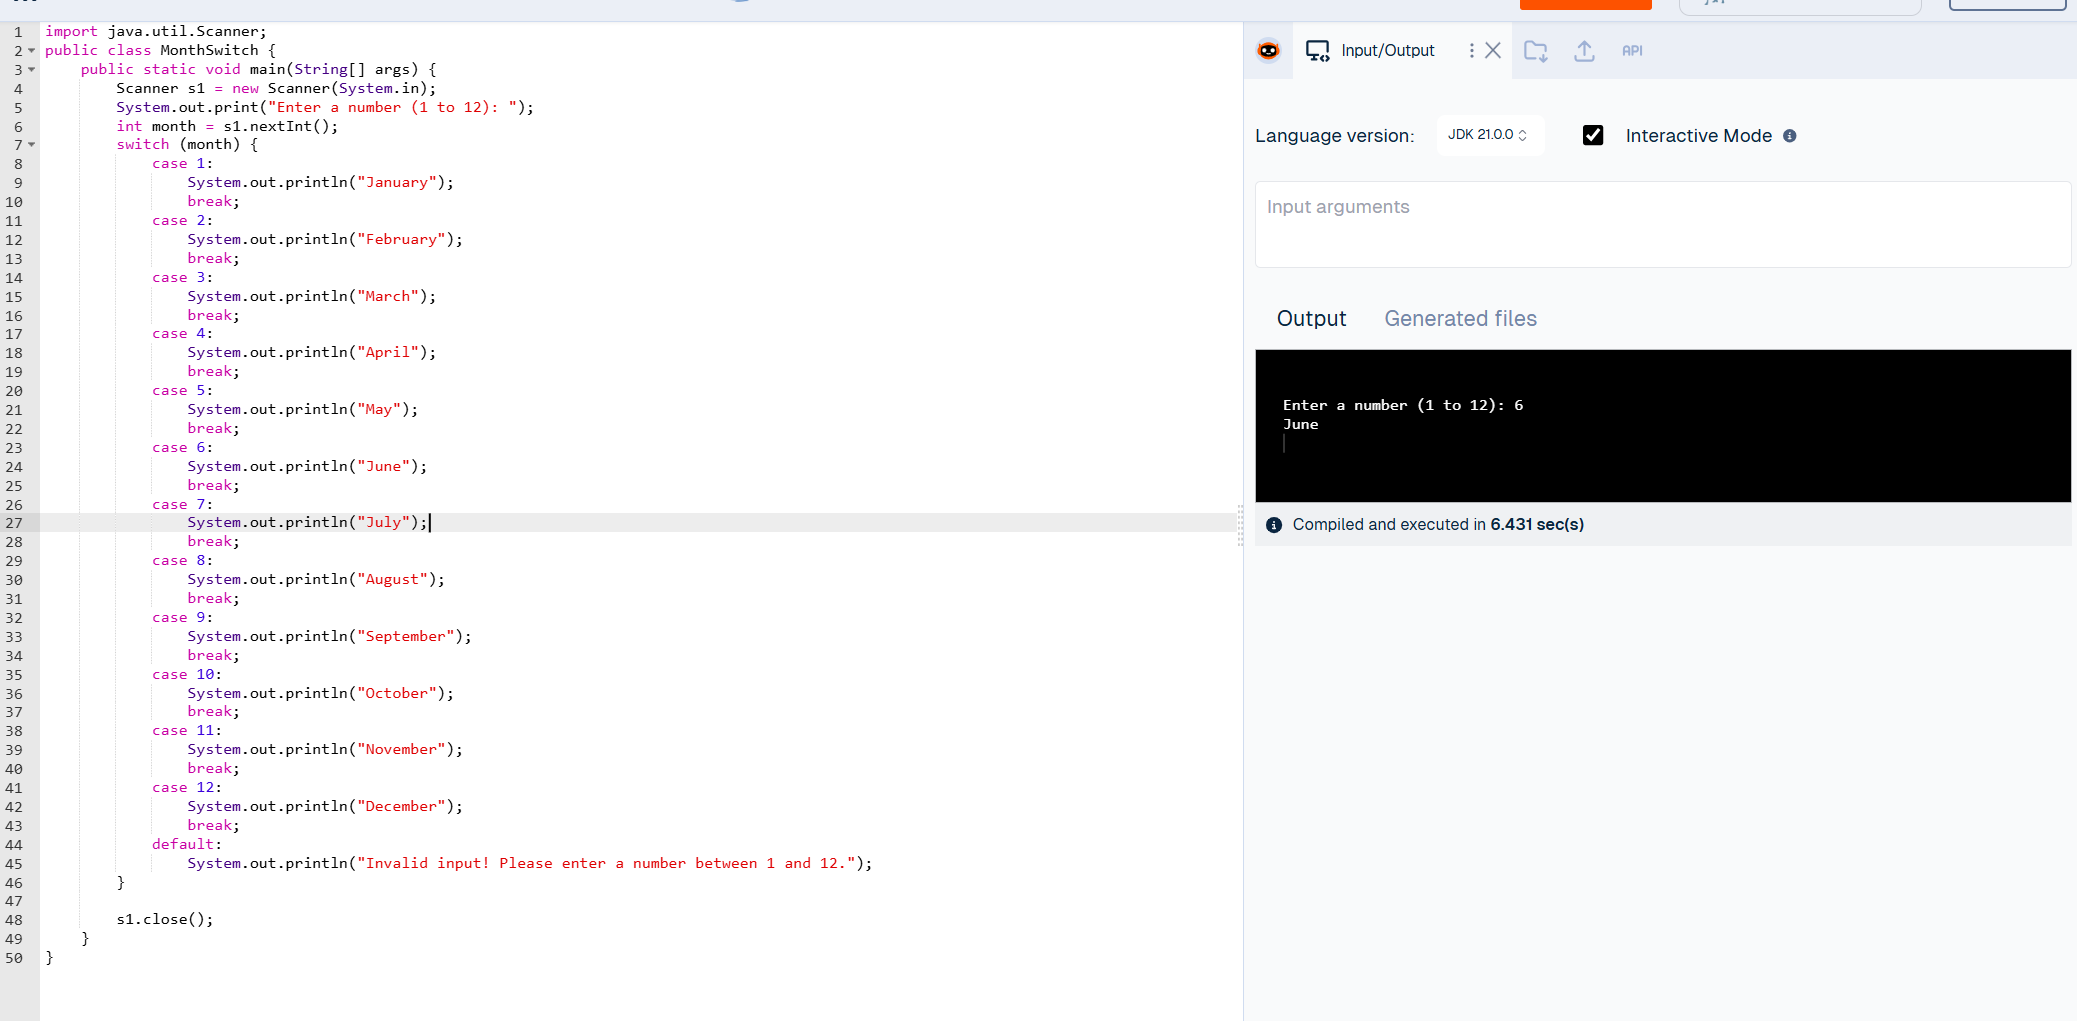 1 import java.util.Scanner;
2 public class MonthSwitch {
3     public static void main(String[] args) {
4         Scanner s1 = new Scanner(System.in);
5         System.out.print("Enter a number (1 to 12): ");
6         int month = s1.nextInt();
7         switch (month) {
8             case 1:
9                 System.out.println("January");
10                 break;
11             case 2:
12                 System.out.println("February");
13                 break;
14             case 3:
15                 System.out.println("March");
16                 break;
17             case 4:
18                 System.out.println("April");
19                 break;
20             case 5:
21                 System.out.println("May");
22                 break;
23             case 6:
24                 System.out.println("June");
25                 break;
26             case 7:
27                 System.out.println("July");
28                 break;
29             case 8:
30                 System.out.println("August");
31                 break;
32             case 9:
33                 System.out.println("September");
34                 break;
35             case 10:
36                 System.out.println("October");
37                 break;
38             case 11:
39                 System.out.println("November");
40                 break;
41             case 12:
42                 System.out.println("December");
43                 break;
44             default:
45                 System.out.println("Invalid input! Please enter a number between 1 and 12.");
46         }
47
48         s1.close();
49     }
50 }
Input/Output
API
Language version: JDK 21.0.0 Interactive Mode
Input arguments
Output Generated files
Enter a number (1 to 12): 6
June
Compiled and executed in 6.431 sec(s)